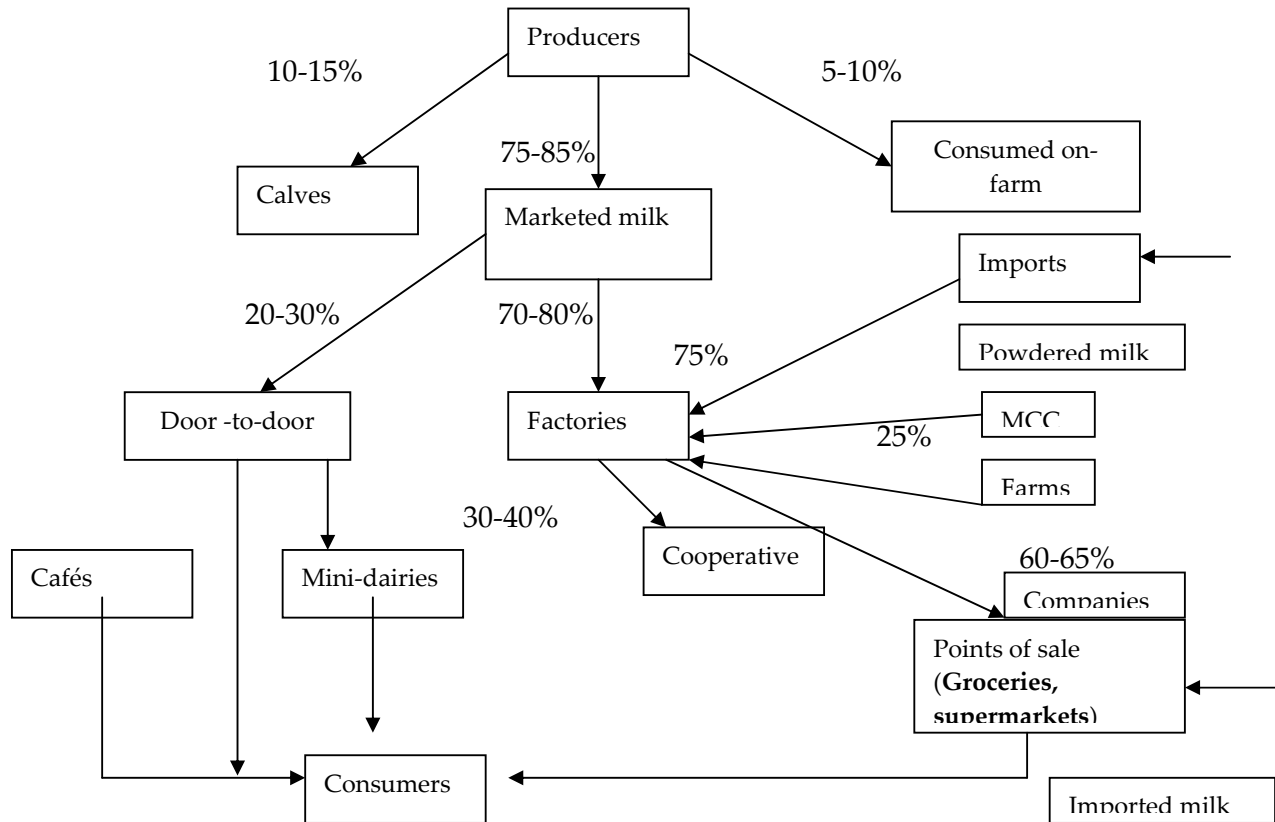 Producers
10-15%
5-10%
75-85%
Consumed on-
farm
Calves
Marketed milk
Imports
20-30%
70-80%
75%
Powdered milk
Door -to-door
Factories
MCC
25%
Farms
30-40%
Cooperative
60-65%
Cafés
Mini-dairies
Companies
Points of sale
(Groceries,
supermarkets)
Consumers
Imported milk